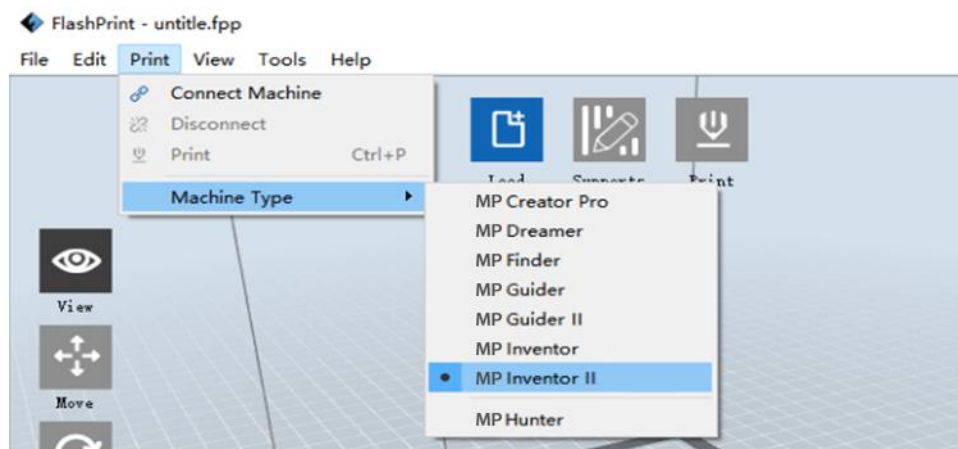 FlashPrint - untitle.fpp
File Edit Print View Tools Help
Connect Machine
Disconnect
Print Ctrl+P
Machine Type
Load Supports Print
MP Creator Pro
MP Dreamer
MP Finder
MP Guider
MP Guider II
MP Inventor
MP Inventor II
MP Hunter
View
Move